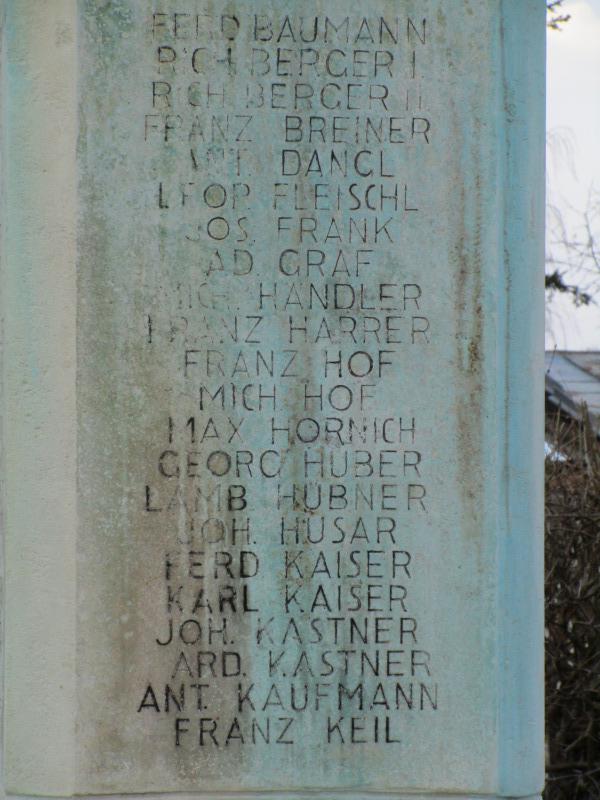 FERD BAUMANN
RICH. BERGER I.
RICH. BERGER II.
FRANZ BREINER
ANT. DANGL
LEOP. FLEISCHL
JOS. FRANK
AD. GRAF
MICH. HANDLER
FRANZ HARRER
FRANZ HOF
MICH. HOF
MAX HORNICH
GEORG HUBER
LAMB. HÜBNER
JOH. HUSAR
FERD KAISER
KARL KAISER
JOH. KASTNER
ARD. KASTNER
ANT. KAUFMANN
FRANZ KEIL